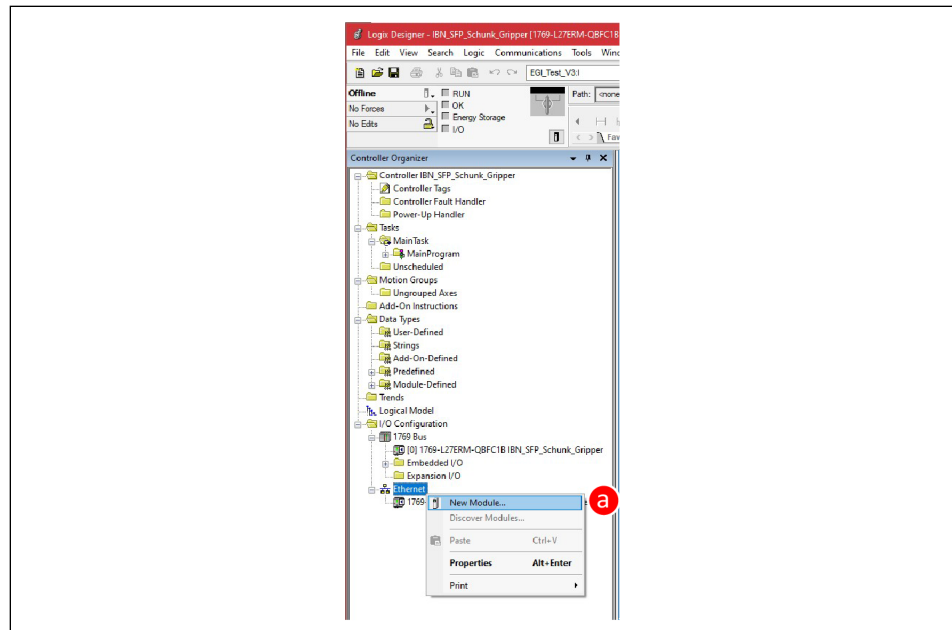 Logix Designer - IBN_SFP_Schunk_Gripper [1769-L27ERM-QBFC1B
File Edit View Search Logic Communications Tools Wind
EGI_Test_V3:I
Offline
RUN
Path: <none
No Forces
OK
Energy Storage
No Edits
I/O
Fav
Controller Organizer
Controller IBN_SFP_Schunk_Gripper
Controller Tags
Controller Fault Handler
Power-Up Handler
Tasks
MainTask
MainProgram
Unscheduled
Motion Groups
Ungrouped Axes
Add-On Instructions
Data Types
User-Defined
Strings
Add-On-Defined
Predefined
Module-Defined
Trends
Logical Model
I/O Configuration
1769 Bus
[0] 1769-L27ERM-QBFC1B IBN_SFP_Schunk_Gripper
Embedded I/O
Expansion I/O
Ethernet
1769
New Module...
a
Discover Modules...
Paste Ctrl+V
Properties Alt+Enter
Print